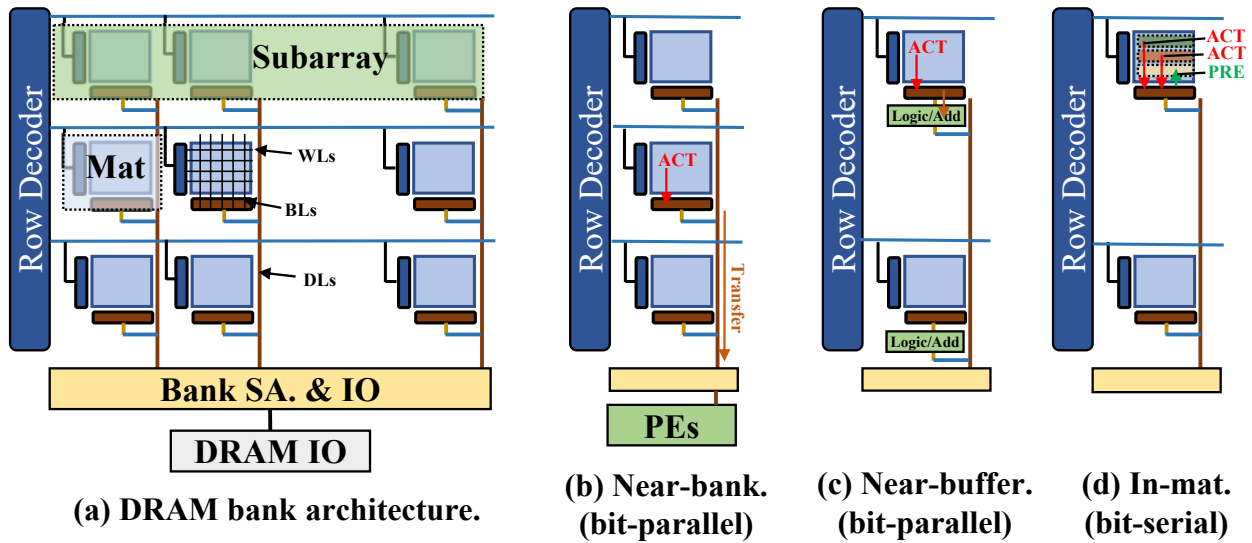 Row Decoder
Subarray
Mat
WLs
BLs
DLs
Bank SA. & IO
DRAM IO
(a) DRAM bank architecture.
Row Decoder
ACT
Transfer
PEs
(b) Near-bank.
(bit-parallel)
Row Decoder
ACT
Logic/Add
Logic/Add
(c) Near-buffer.
(bit-parallel)
Row Decoder
ACT
ACT
PRE
(d) In-mat.
(bit-serial)